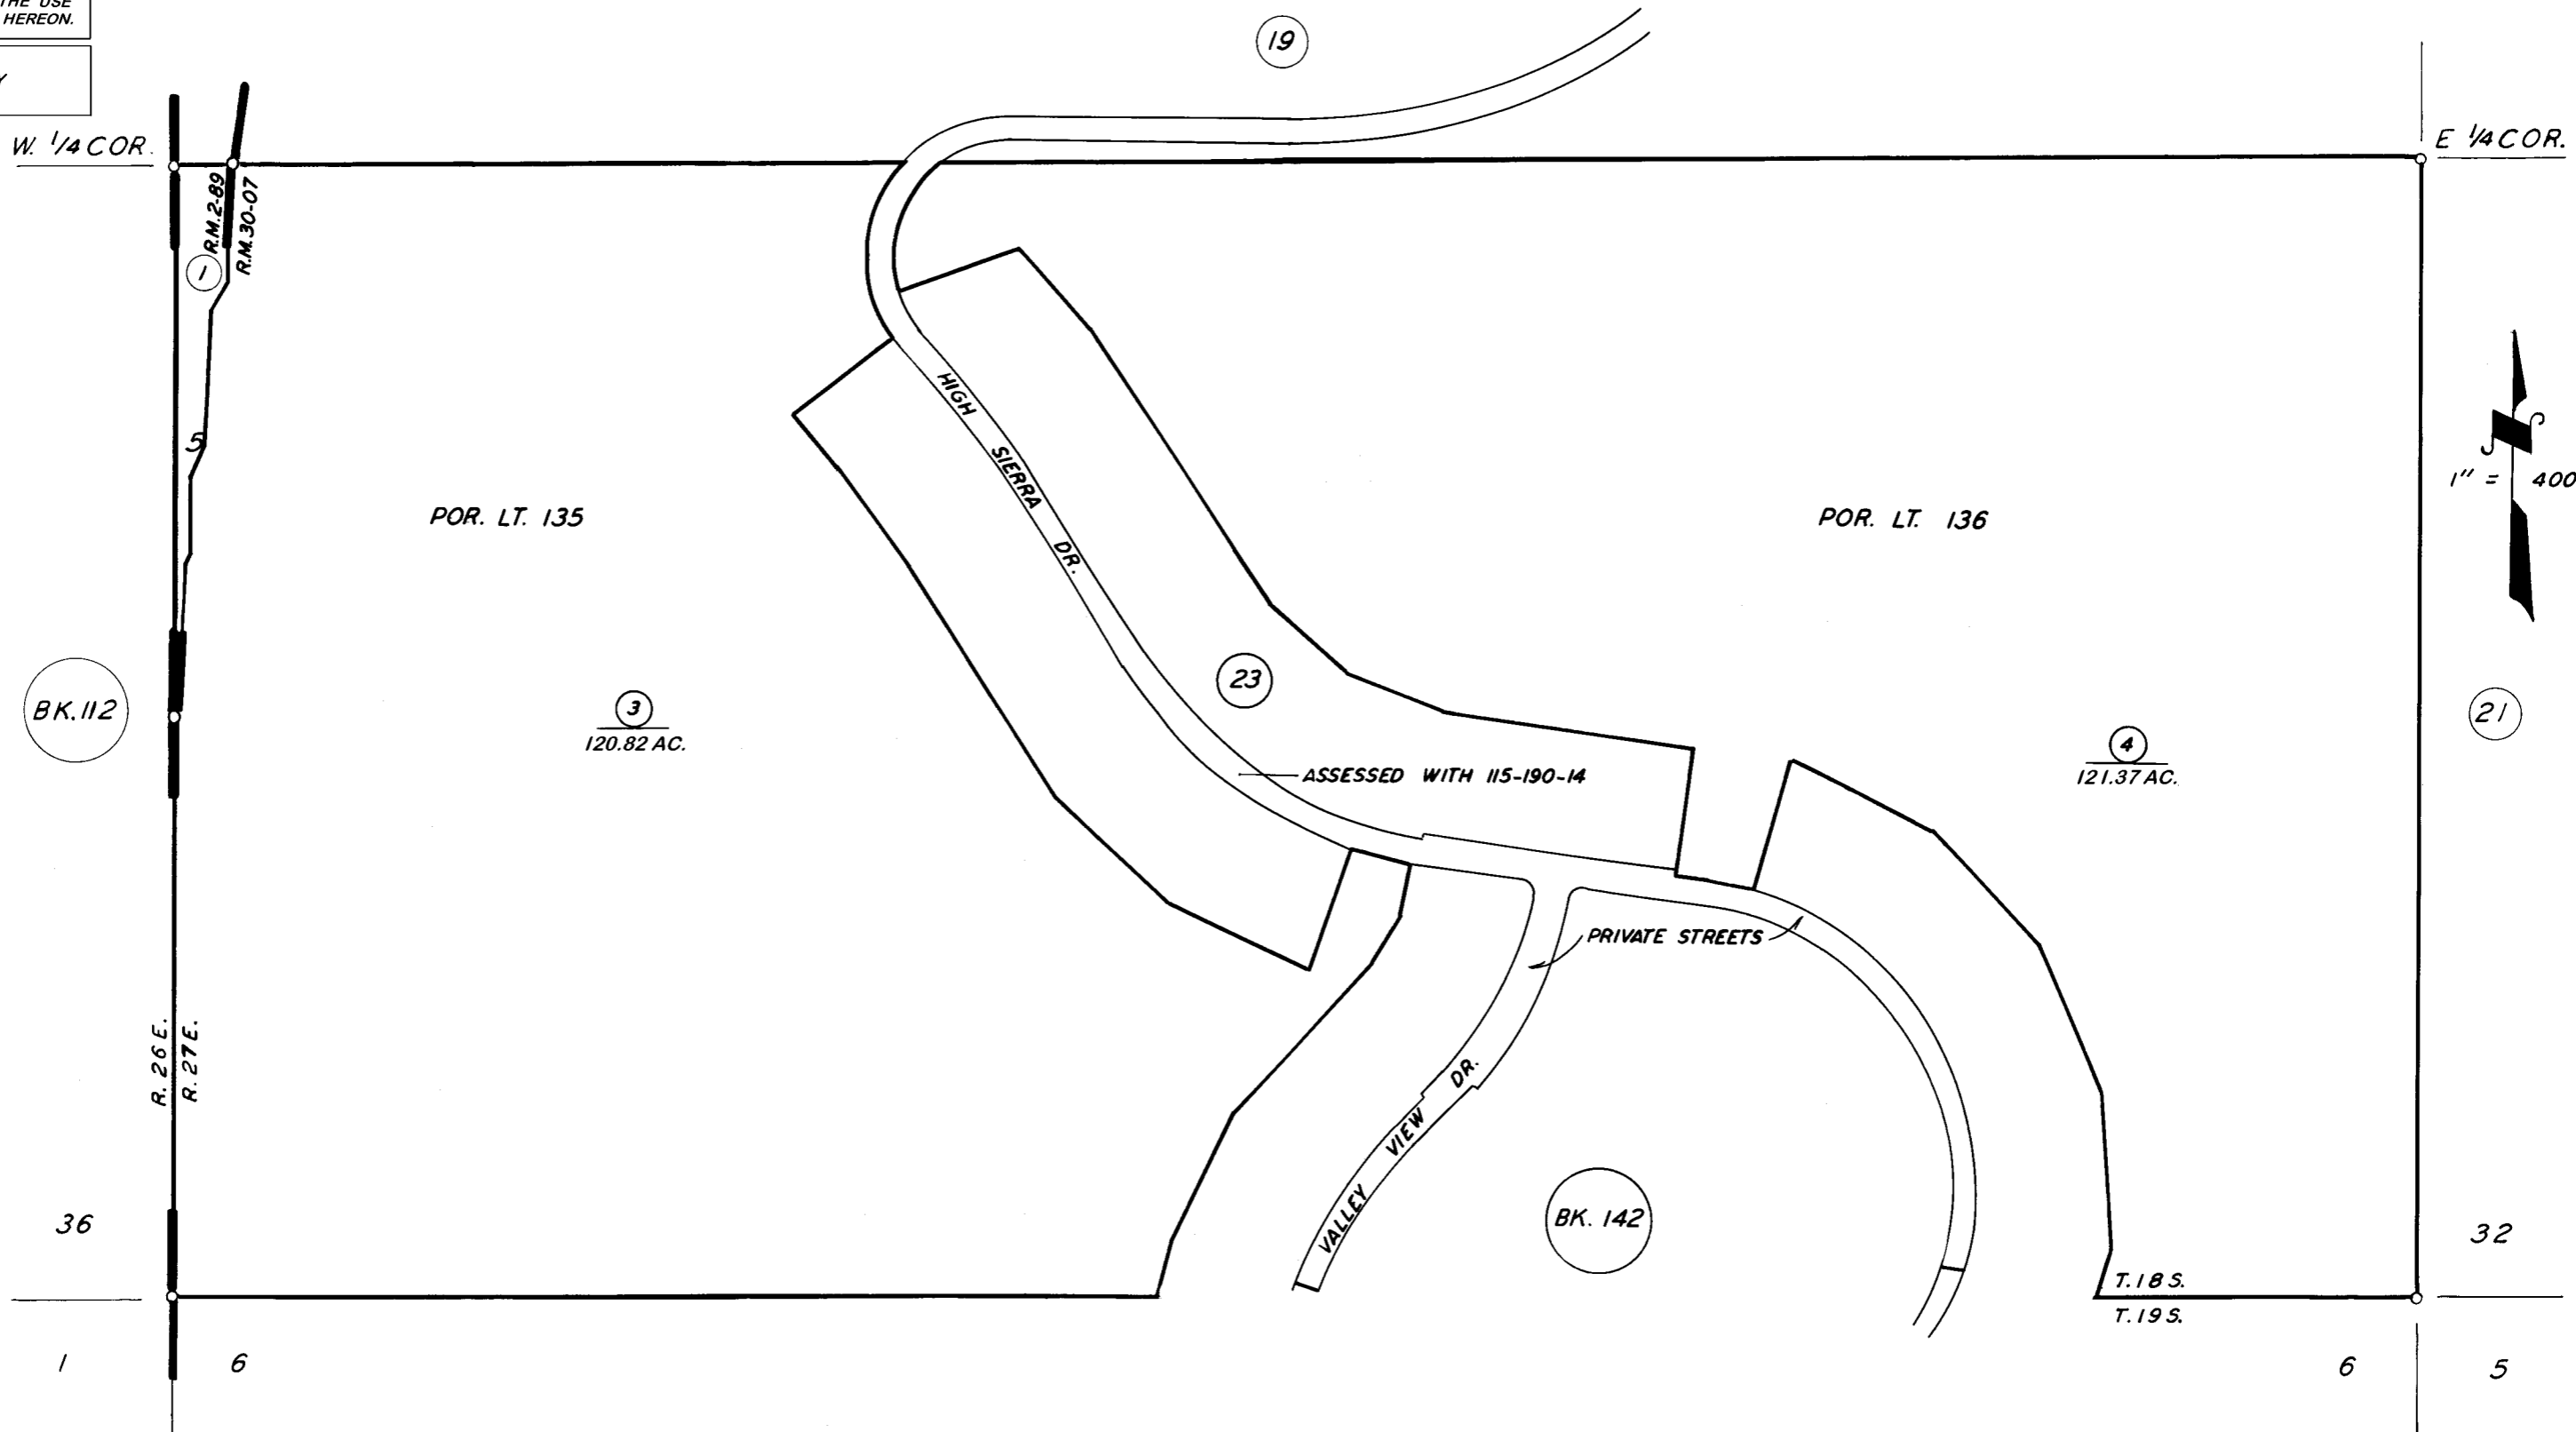 THE USE
HEREON.
19
W. 1/4 COR.
E 1/4 COR.
R.M. 2-89
R.M. 30-07
1
5
HIGH SIERRA DR.
1" = 400
POR. LT. 135
POR. LT. 136
23
BK. 112
3
120.82 AC.
21
4
121.37 AC.
ASSESSED WITH 115-190-14
PRIVATE STREETS
R. 26 E.
R. 27 E.
VALLEY VIEW DR.
BK. 142
36
32
T. 18 S.
T. 19 S.
1
6
6
5